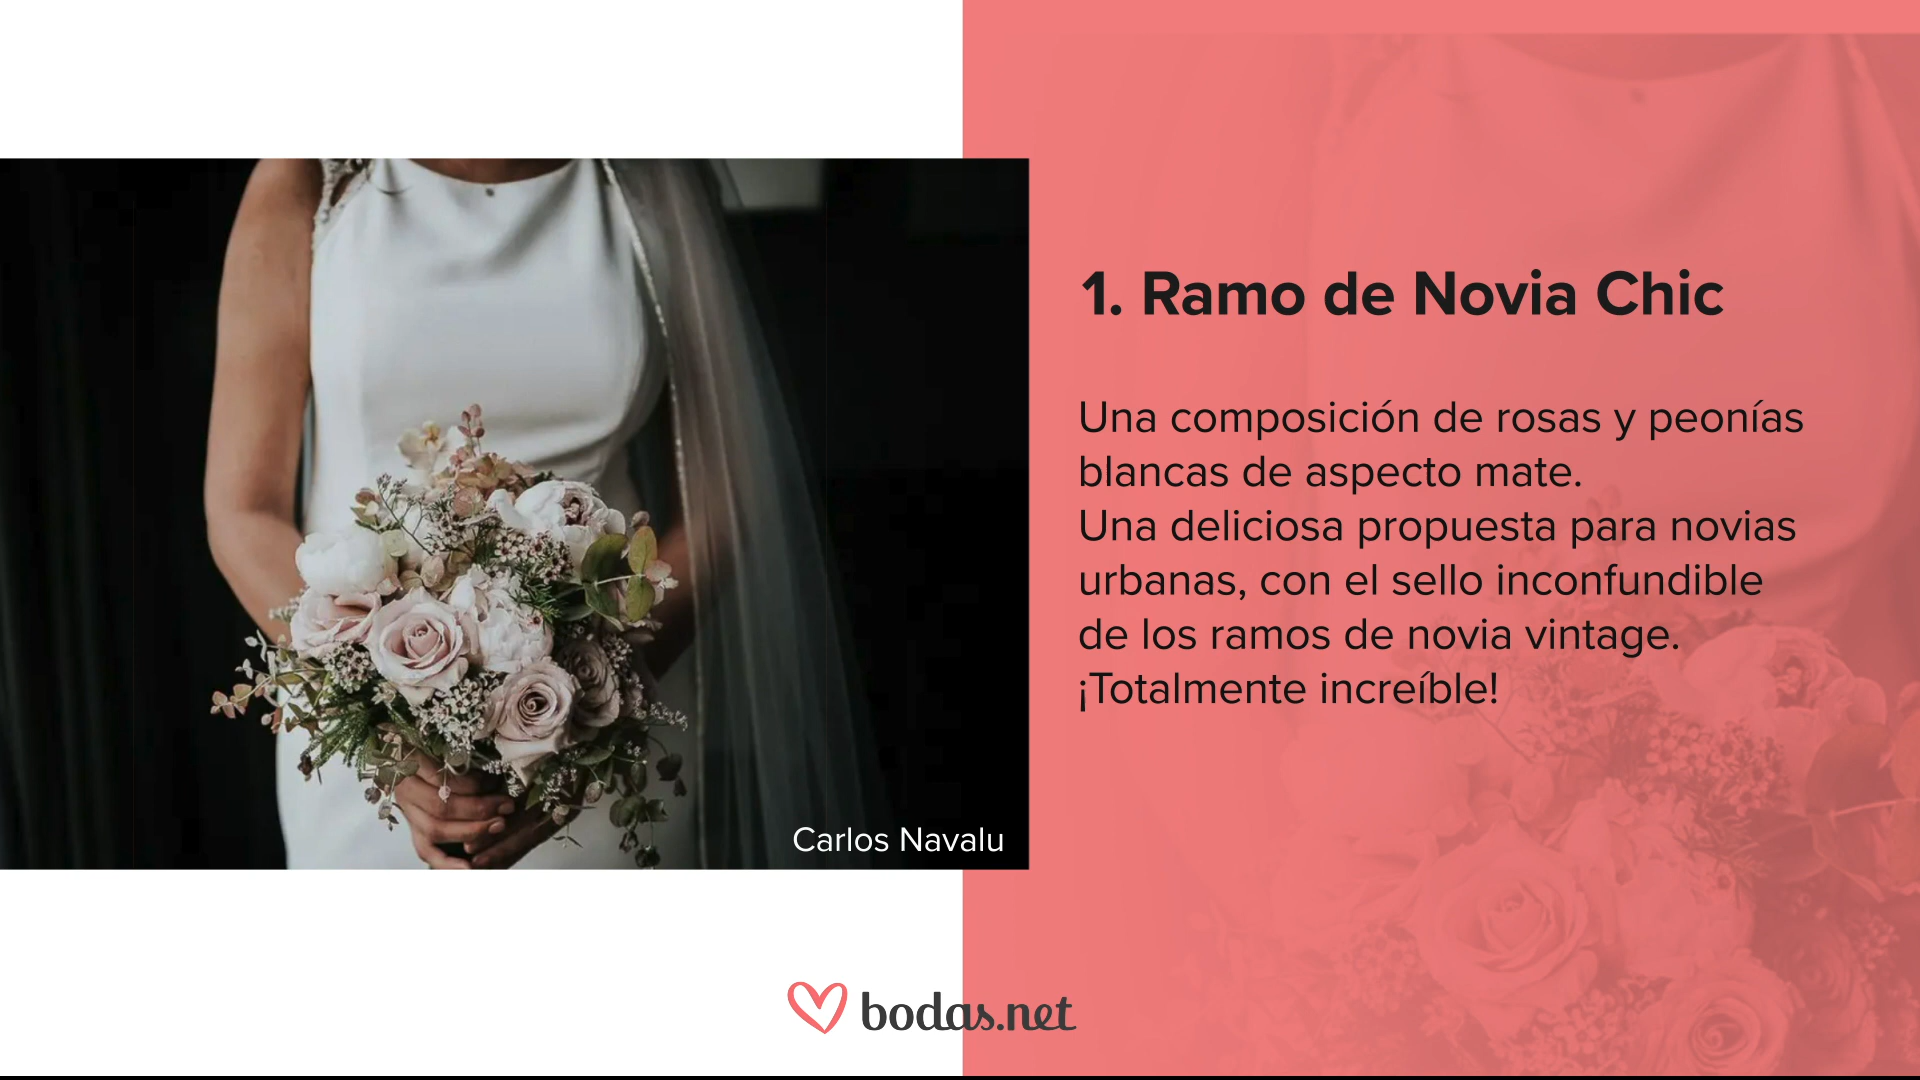 1. Ramo de Novia Chic
Una composición de rosas y peonías
blancas de aspecto mate.
Una deliciosa propuesta para novias
urbanas, con el sello inconfundible
de los ramos de novia vintage.
¡Totalmente increíble!
Carlos Navalu
bodas.net